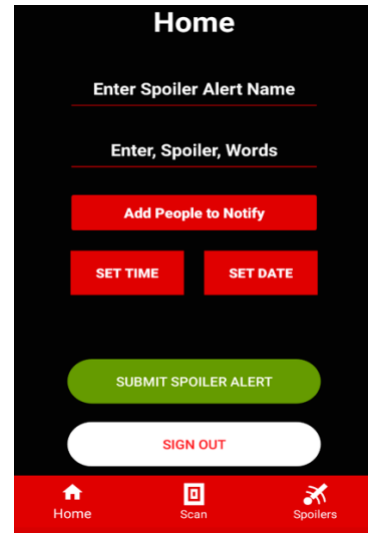 Home
Enter Spoiler Alert Name
Enter, Spoiler, Words
Add People to Notify
SET TIME SET DATE
SUBMIT SPOILER ALERT
SIGN OUT
Home Scan Spoilers